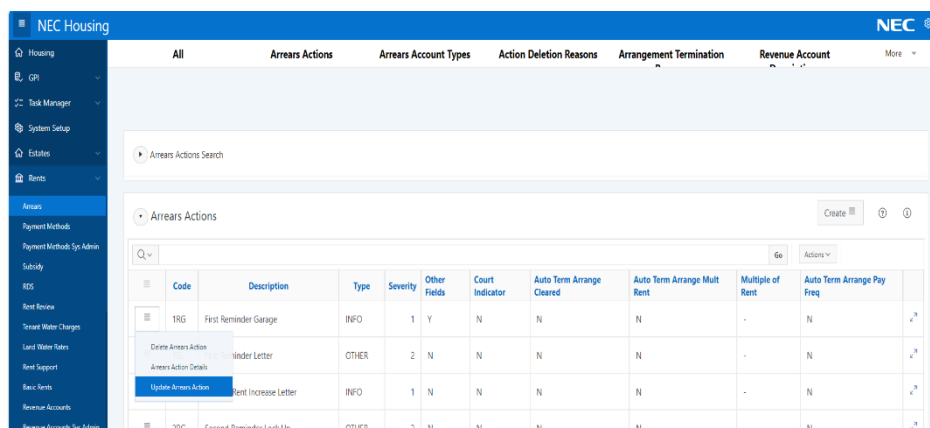 NEC Housing
NEC
Housing
GPI
Task Manager
System Setup
Estates
Rents
Arrears
Payment Methods
Payment Methods Sys Admin
Subsidy
RDS
Rent Review
Tenant Water Charges
Land Water Rates
Rent Support
Basic Rents
Revenue Accounts
Revenue Accounts Sys Admin
All Arrears Actions Arrears Account Types Action Deletion Reasons Arrangement Termination Revenue Account More
Arrears Actions Search
Arrears Actions
Create
Go Actions
Code Description Type Severity Other Fields Court Indicator Auto Term Arrange Cleared Auto Term Arrange Mult Rent Multiple of Rent Auto Term Arrange Pay Freq
1RG First Reminder Garage INFO 1 Y N N N - N
Reminder Letter OTHER 2 N N N N - N
Rent Increase Letter INFO 1 N N N N - N
Delete Arrears Action
Arrears Action Details
Update Arrears Action